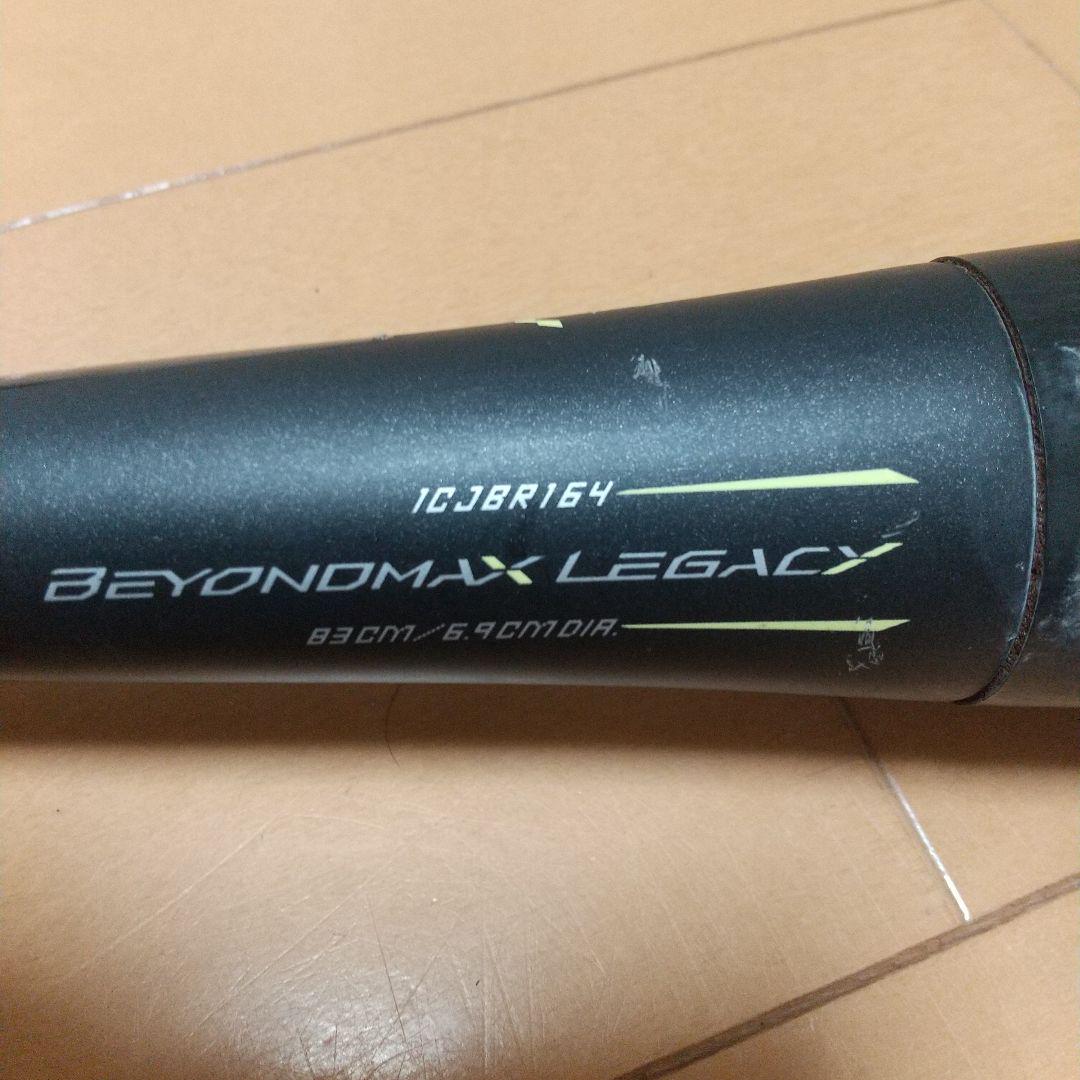 1CJBR164
BEYONDMAX LEGACY
83CM/6.9CM DIA.